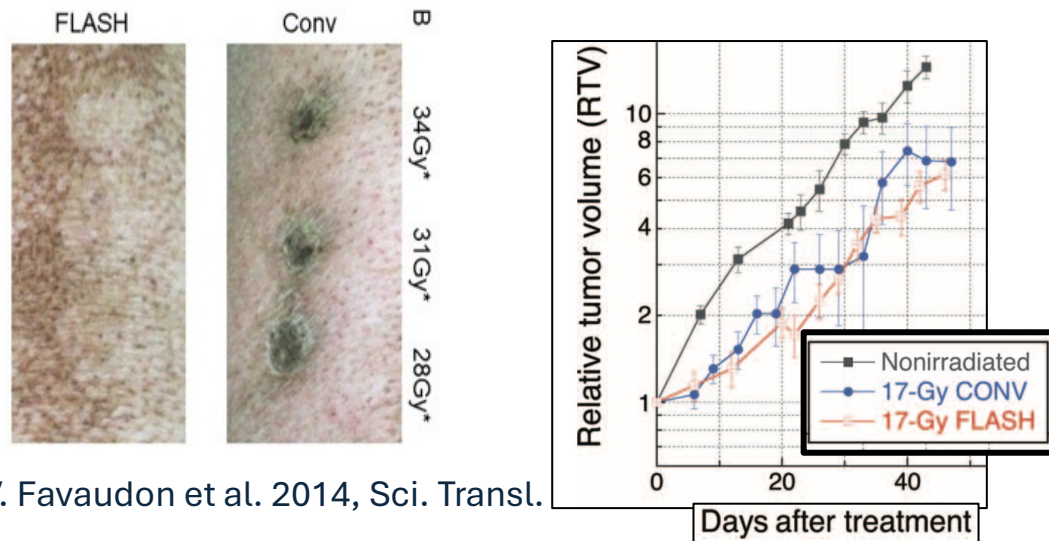 FLASH
Conv
B
34Gy*
31Gy*
28Gy*
. Favaudon et al. 2014, Sci. Transl.
Relative tumor volume (RTV)
10
8
6
4
2
1
Nonirradiated
17-Gy CONV
17-Gy FLASH
0
20
40
Days after treatment